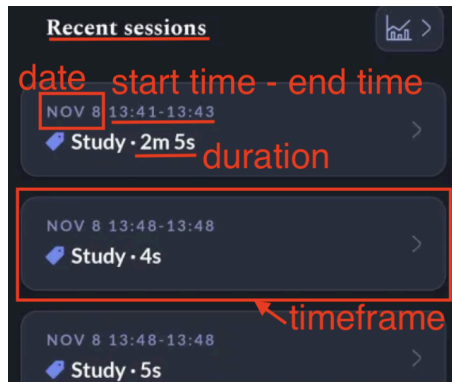 Recent sessions
date start time - end time
NOV 8 13:41-13:43
Study · 2m 5s
duration
NOV 8 13:48-13:48
Study · 4s
timeframe
NOV 8 13:48-13:48
Study · 5s